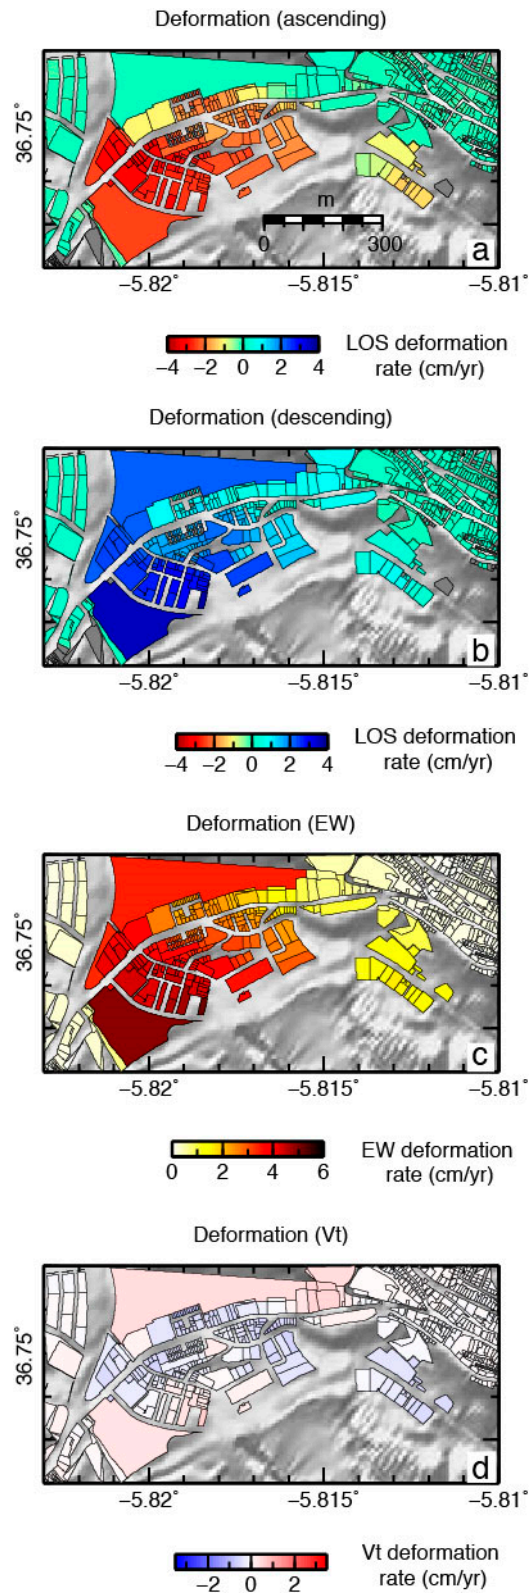 Deformation (ascending)
36.75°
m
0 300
a
−5.82° −5.815° −5.81°
−4 −2 0 2 4
LOS deformation
rate (cm/yr)
Deformation (descending)
36.75°
b
−5.82° −5.815° −5.81°
−4 −2 0 2 4
LOS deformation
rate (cm/yr)
Deformation (EW)
36.75°
c
−5.82° −5.815° −5.81°
0 2 4 6
EW deformation
rate (cm/yr)
Deformation (Vt)
36.75°
d
−5.82° −5.815° −5.81°
−2 0 2
Vt deformation
rate (cm/yr)